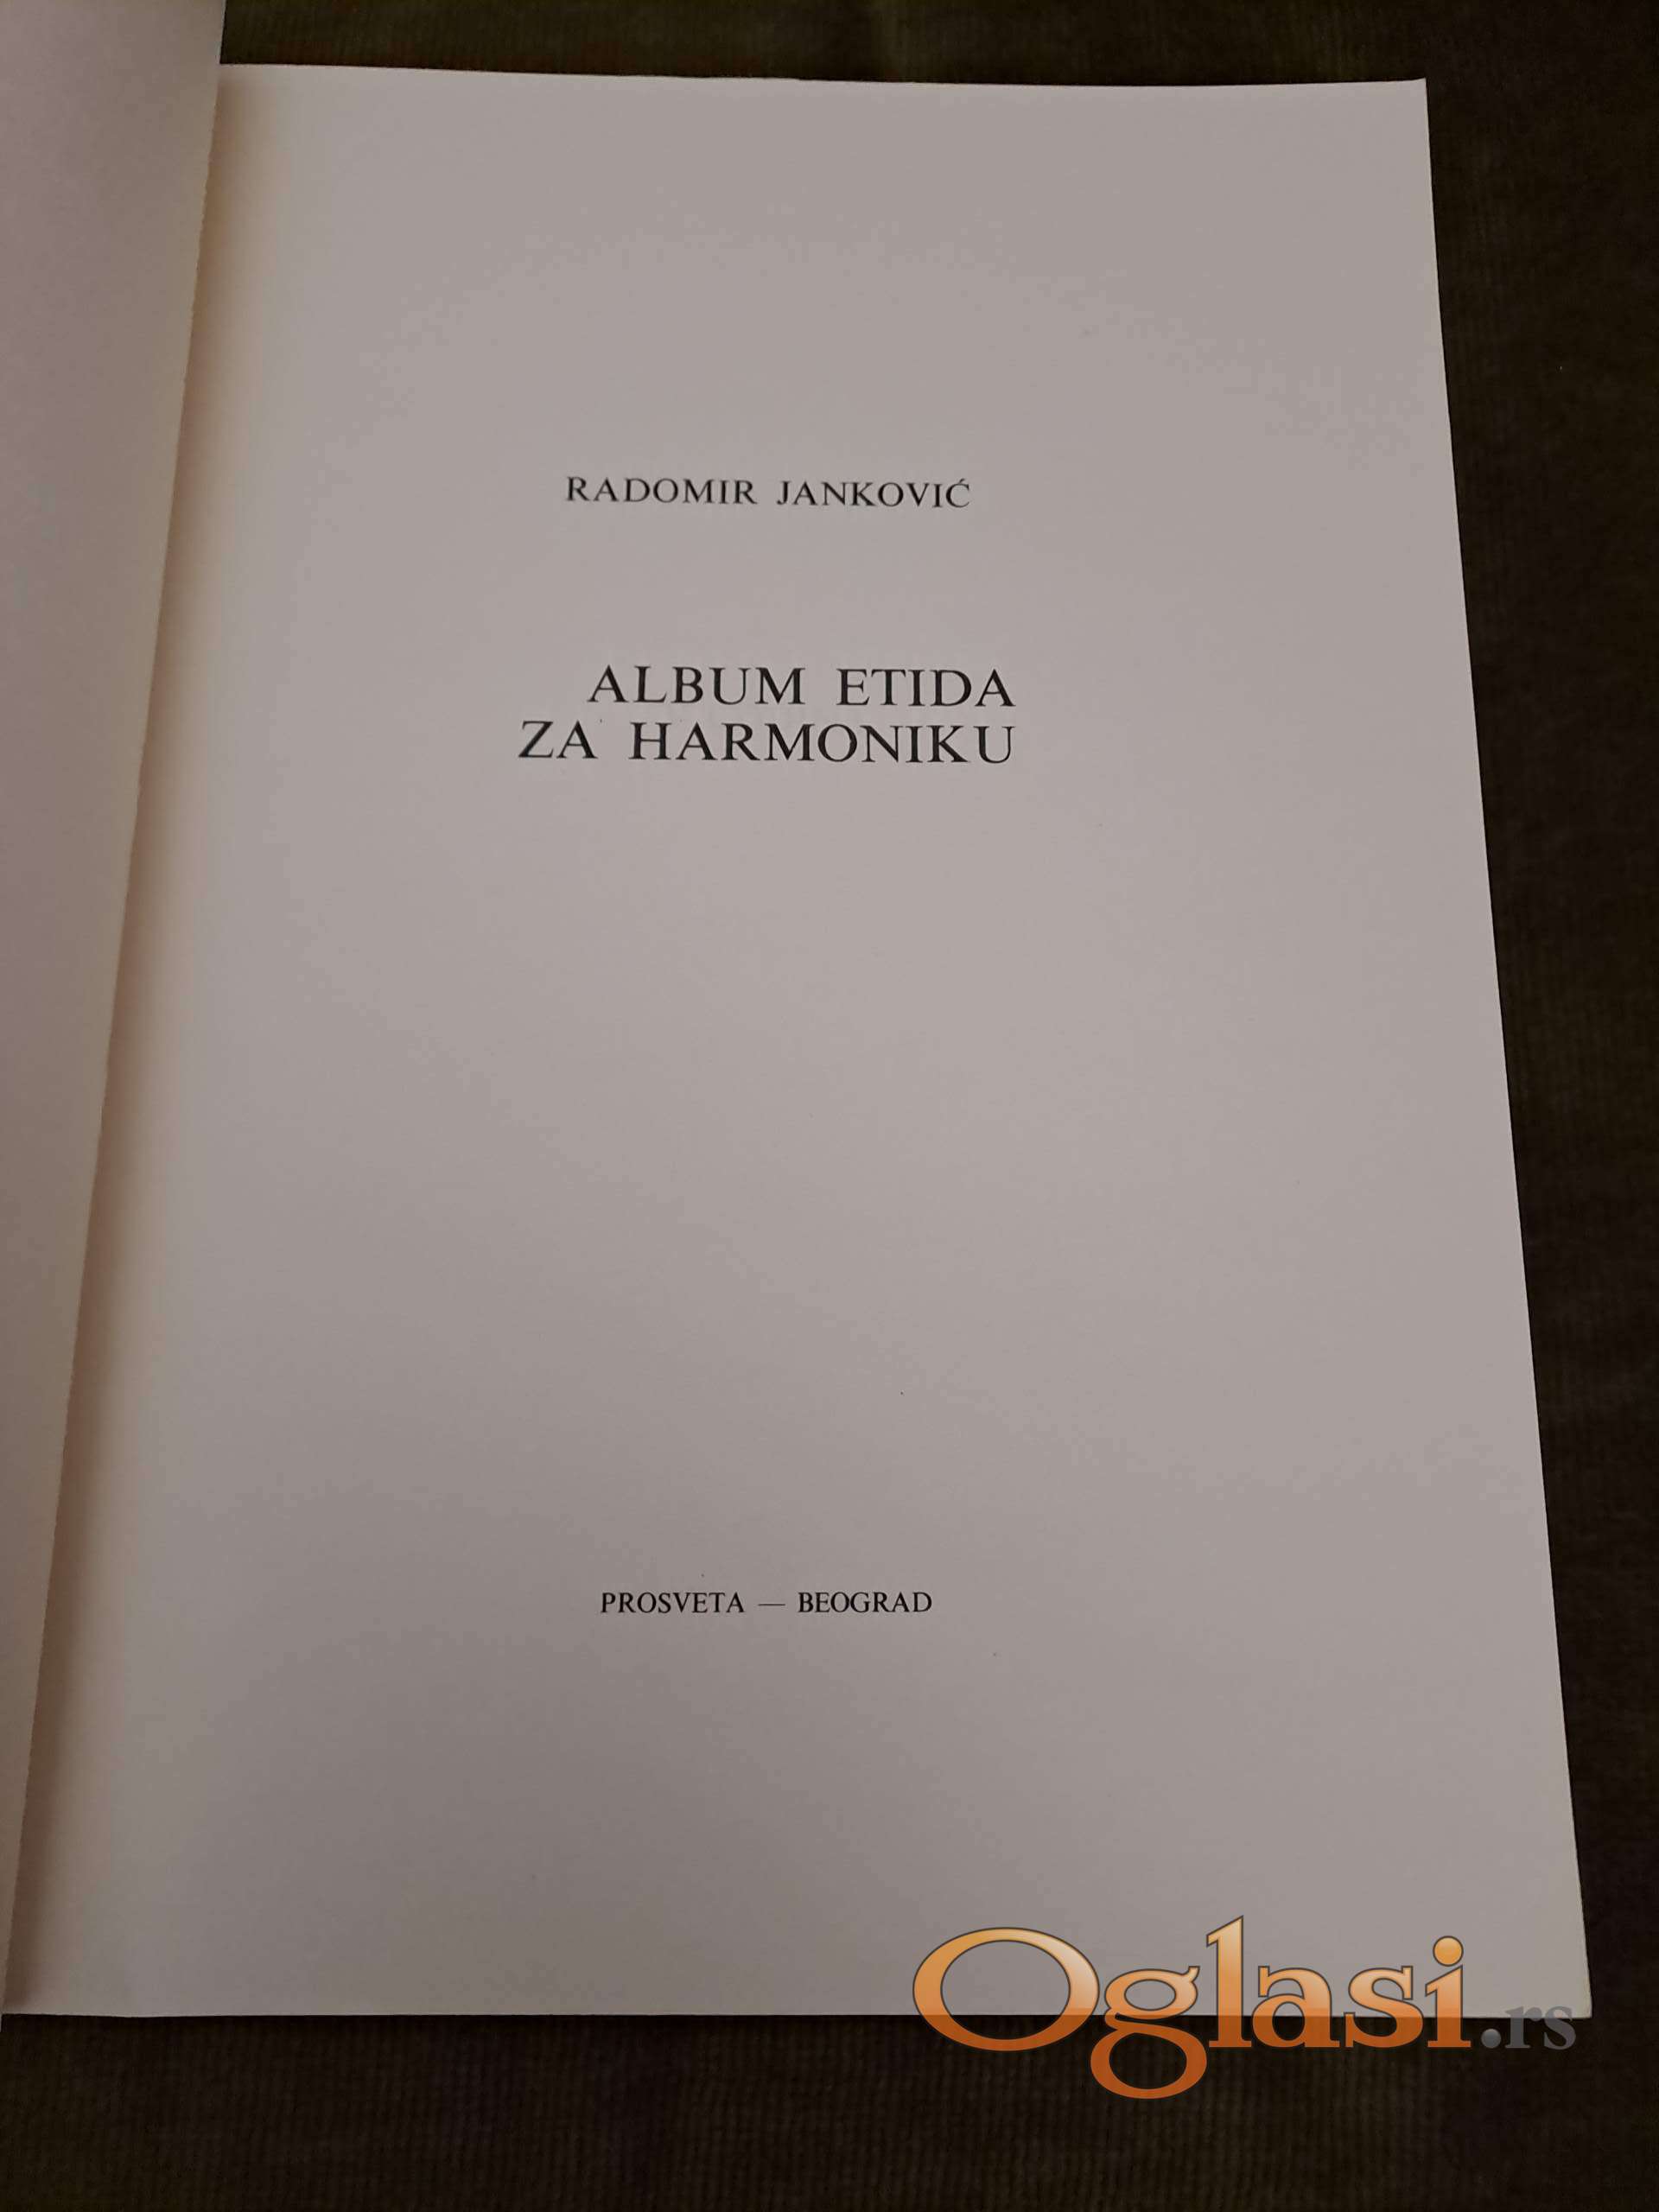 RADOMIR JANKOVIĆ
ALBUM ETIDA
ZA HARMONIKU
PROSVETA — BEOGRAD
Oglasi.rs